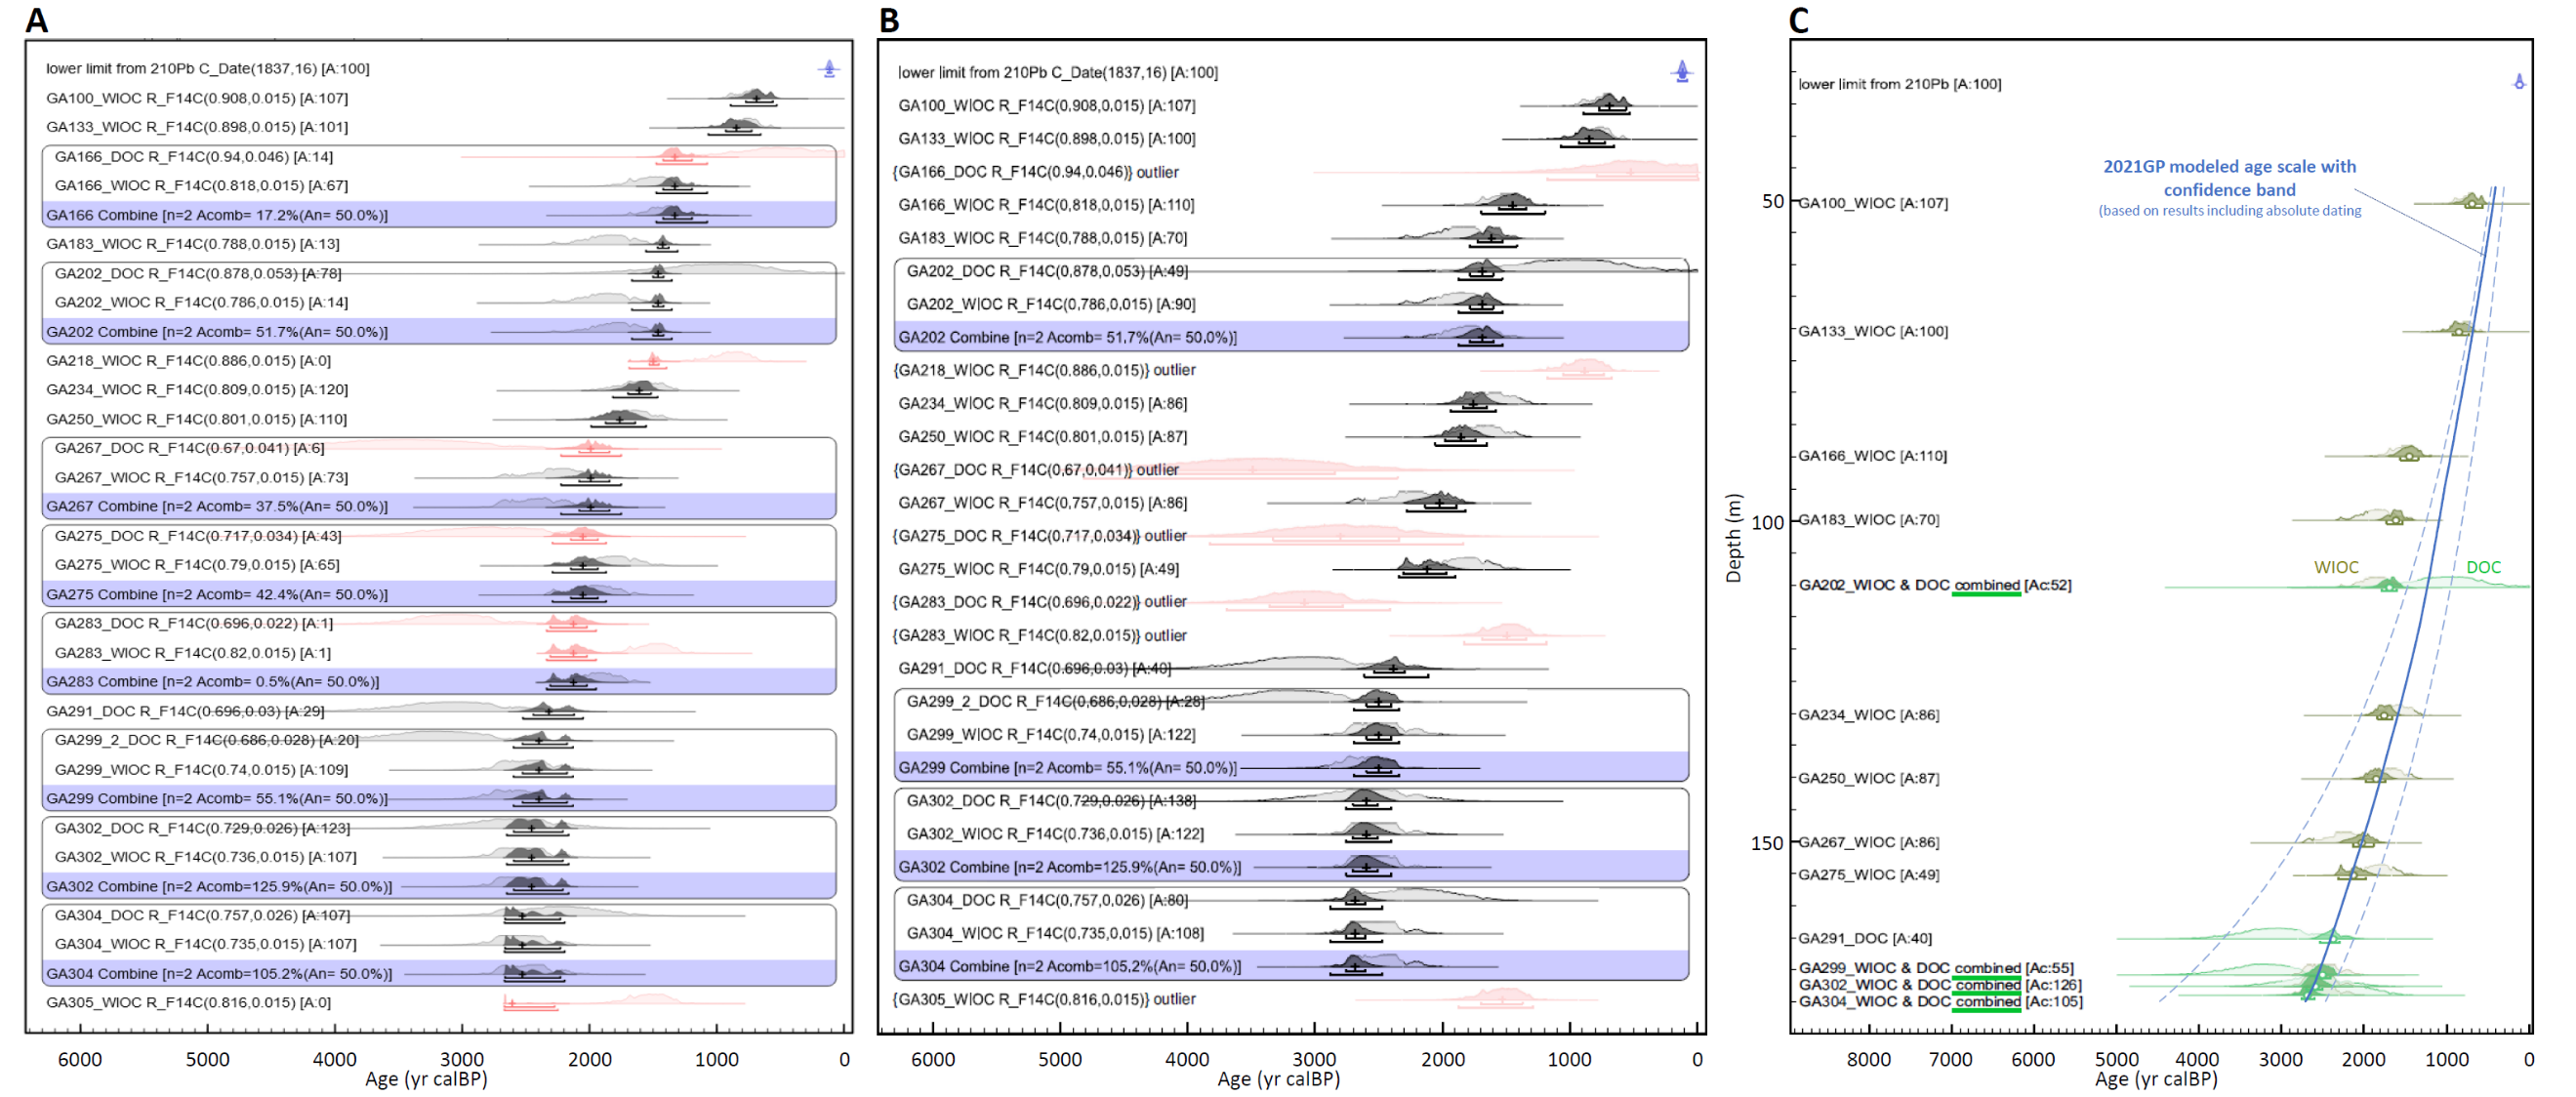 A
lower limit from 210Pb C_Date(1837,16) [A:100]
GA100_WIOC R_F14C(0.908,0.015) [A:107]
GA133_WIOC R_F14C(0.898,0.015) [A:101]
GA166_DOC R_F14C(0.94,0.046) [A:14]
GA166_WIOC R_F14C(0.818,0.015) [A:67]
GA166 Combine [n=2 Acomb= 17.2%(An= 50.0%)]
GA183_WIOC R_F14C(0.788,0.015) [A:13]
GA202_DOC R_F14C(0.878,0.053) [A:78]
GA202_WIOC R_F14C(0.786,0.015) [A:14]
GA202 Combine [n=2 Acomb= 51.7%(An= 50.0%)]
GA218_WIOC R_F14C(0.886,0.015) [A:0]
GA234_WIOC R_F14C(0.809,0.015) [A:120]
GA250_WIOC R_F14C(0.801,0.015) [A:110]
GA267_DOC R_F14C(0.67,0.041) [A:6]
GA267_WIOC R_F14C(0.757,0.015) [A:73]
GA267 Combine [n=2 Acomb= 37.5%(An= 50.0%)]
GA275_DOC R_F14C(0.717,0.034) [A:43]
GA275_WIOC R_F14C(0.79,0.015) [A:65]
GA275 Combine [n=2 Acomb= 42.4%(An= 50.0%)]
GA283_DOC R_F14C(0.696,0.022) [A:1]
GA283_WIOC R_F14C(0.82,0.015) [A:1]
GA283 Combine [n=2 Acomb= 0.5%(An= 50.0%)]
GA291_DOC R_F14C(0.696,0.03) [A:29]
GA299_2_DOC R_F14C(0.686,0.028) [A:20]
GA299_WIOC R_F14C(0.74,0.015) [A:109]
GA299 Combine [n=2 Acomb= 55.1%(An= 50.0%)]
GA302_DOC R_F14C(0.729,0.026) [A:123]
GA302_WIOC R_F14C(0.736,0.015) [A:107]
GA302 Combine [n=2 Acomb=125.9%(An= 50.0%)]
GA304_DOC R_F14C(0.757,0.026) [A:107]
GA304_WIOC R_F14C(0.735,0.015) [A:107]
GA304 Combine [n=2 Acomb=105.2%(An= 50.0%)]
GA305_WIOC R_F14C(0.816,0.015) [A:0]
6000 5000 4000 3000 2000 1000 0
Age (yr calBP)
B
lower limit from 210Pb C_Date(1837,16) [A:100]
GA100_WIOC R_F14C(0.908,0.015) [A:107]
GA133_WIOC R_F14C(0.898,0.015) [A:100]
{GA166_DOC R_F14C(0.94,0.046)} outlier
GA166_WIOC R_F14C(0.818,0.015) [A:110]
GA183_WIOC R_F14C(0.788,0.015) [A:70]
GA202_DOC R_F14C(0.878,0.053) [A:49]
GA202_WIOC R_F14C(0.786,0.015) [A:90]
GA202 Combine [n=2 Acomb= 51.7%(An= 50.0%)]
{GA218_WIOC R_F14C(0.886,0.015)} outlier
GA234_WIOC R_F14C(0.809,0.015) [A:86]
GA250_WIOC R_F14C(0.801,0.015) [A:87]
{GA267_DOC R_F14C(0.67,0.041)} outlier
GA267_WIOC R_F14C(0.757,0.015) [A:86]
{GA275_DOC R_F14C(0.717,0.034)} outlier
GA275_WIOC R_F14C(0.79,0.015) [A:49]
{GA283_DOC R_F14C(0.696,0.022)} outlier
{GA283_WIOC R_F14C(0.82,0.015)} outlier
GA291_DOC R_F14C(0.696,0.03) [A:40]
GA299_2_DOC R_F14C(0.686,0.028) [A:28]
GA299_WIOC R_F14C(0.74,0.015) [A:122]
GA299 Combine [n=2 Acomb= 55.1%(An= 50.0%)]
GA302_DOC R_F14C(0.729,0.026) [A:138]
GA302_WIOC R_F14C(0.736,0.015) [A:122]
GA302 Combine [n=2 Acomb=125.9%(An= 50.0%)]
GA304_DOC R_F14C(0.757,0.026) [A:80]
GA304_WIOC R_F14C(0.735,0.015) [A:108]
GA304 Combine [n=2 Acomb=105.2%(An= 50.0%)]
{GA305_WIOC R_F14C(0.816,0.015)} outlier
6000 5000 4000 3000 2000 1000 0
Age (yr calBP)
C
lower limit from 210Pb [A:100]
2021GP modeled age scale with
confidence band
(based on results including absolute dating
50
GA100_WIOC [A:107]
GA133_WIOC [A:100]
GA166_WIOC [A:110]
Depth (m)
100
GA183_WIOC [A:70]
WIOC DOC
GA202_WIOC & DOC combined [Ac:52]
GA234_WIOC [A:86]
GA250_WIOC [A:87]
150
GA267_WIOC [A:86]
GA275_WIOC [A:49]
GA291_DOC [A:40]
GA299_WIOC & DOC combined [Ac:55]
GA302_WIOC & DOC combined [Ac:126]
GA304_WIOC & DOC combined [Ac:105]
8000 7000 6000 5000 4000 3000 2000 1000 0
Age (yr calBP)